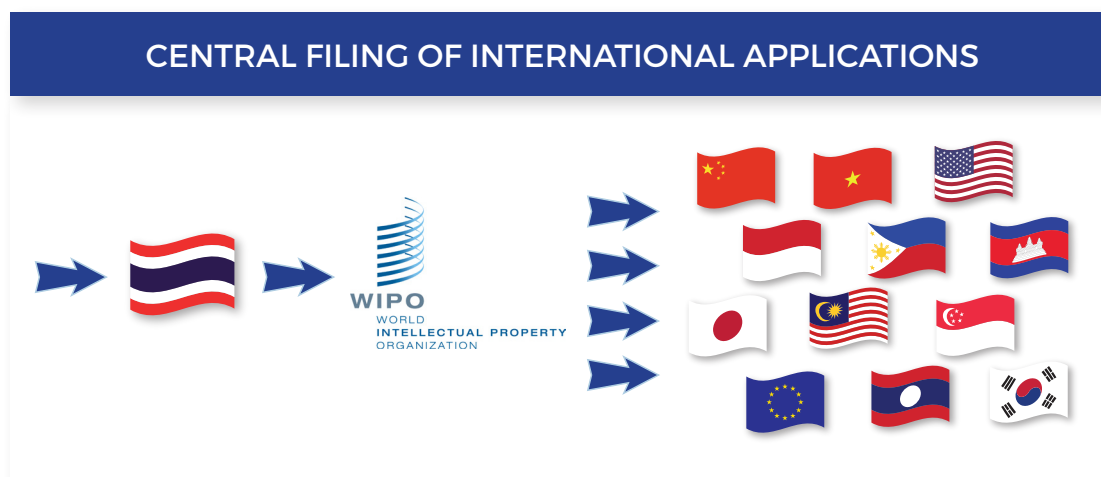 CENTRAL FILING OF INTERNATIONAL APPLICATIONS
WIPO
WORLD
INTELLECTUAL PROPERTY
ORGANIZATION